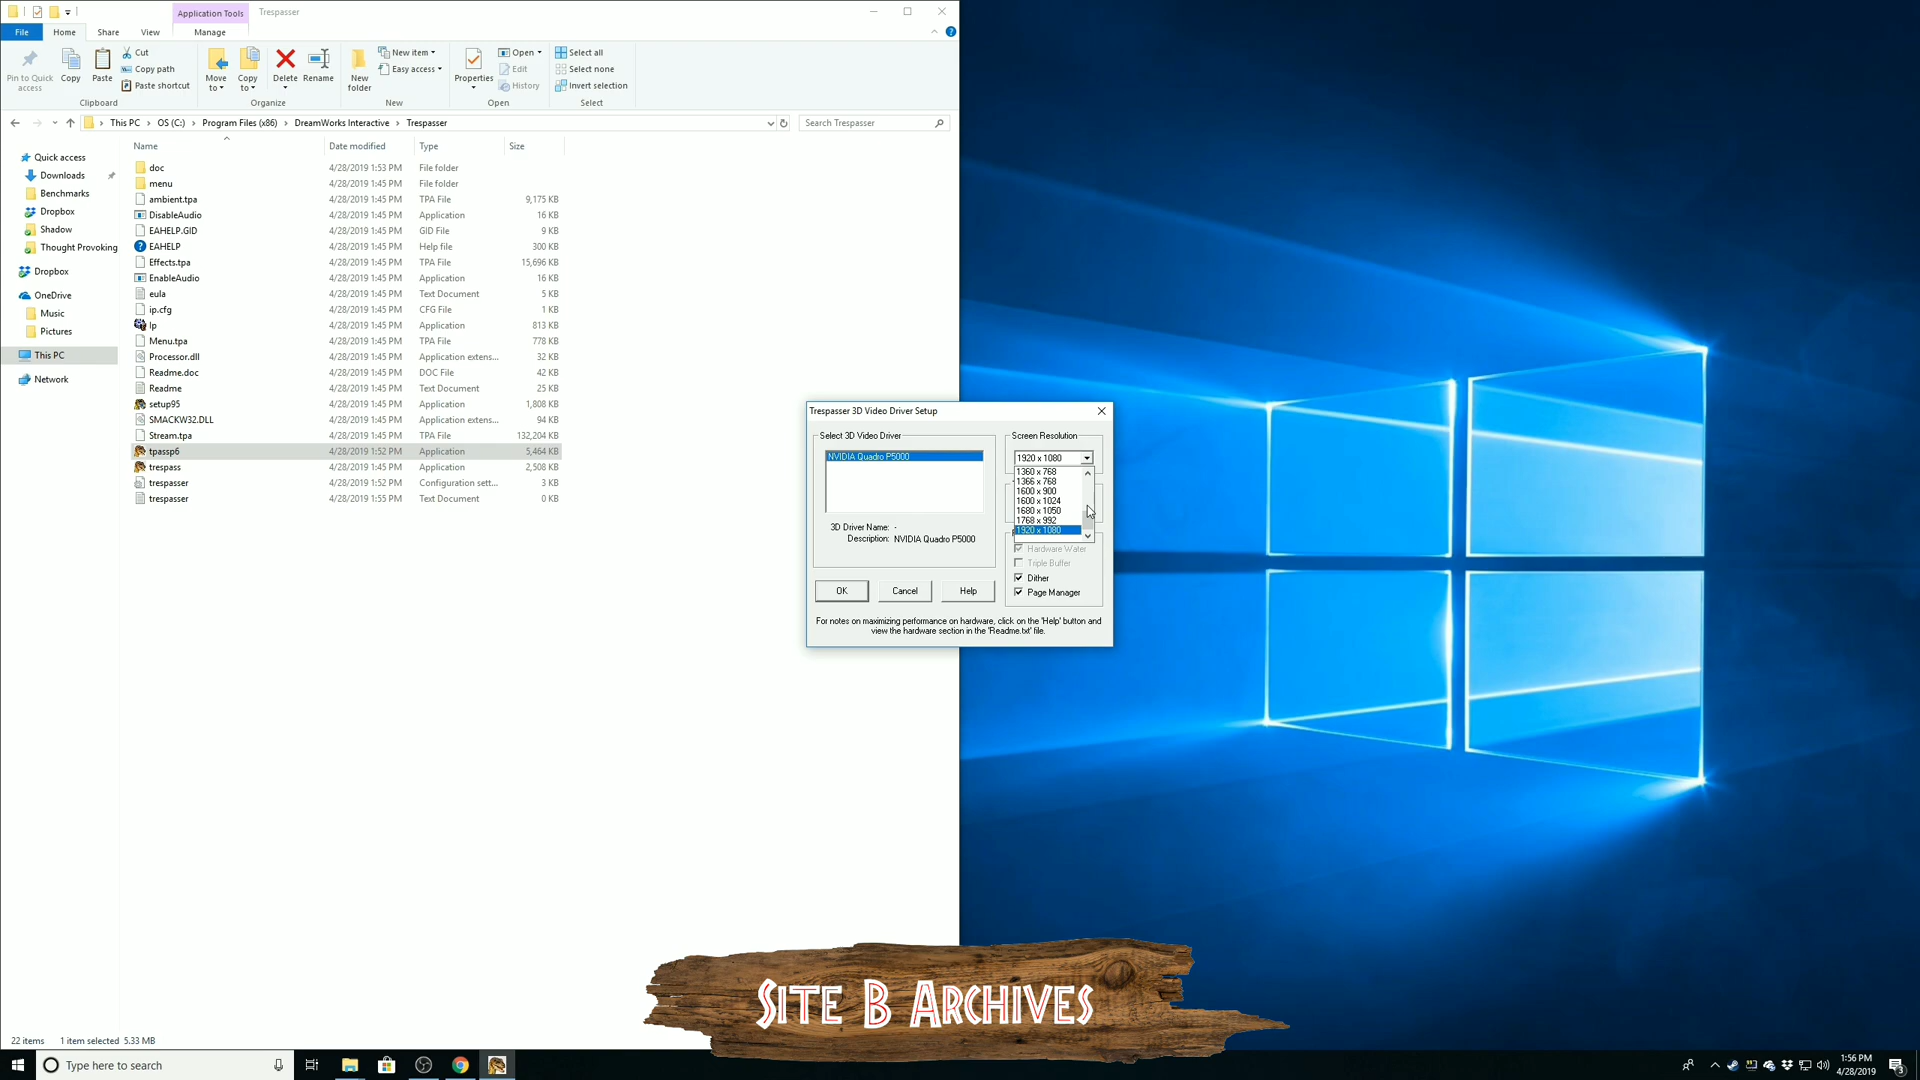 Application Tools
Trespasser
File
Home
Share
View
Manage
Pin to Quick access
Copy
Paste
Cut
Copy path
Paste shortcut
Clipboard
Move to
Copy to
Delete
Rename
Organize
New folder
New item
Easy access
New
Properties
Open
Edit
History
Open
Select all
Select none
Invert selection
Select
This PC
OS (C:)
Program Files (x86)
DreamWorks Interactive
Trespasser
Search Trespasser
Quick access
Downloads
Benchmarks
Dropbox
Shadow
Thought Provoking
Dropbox
OneDrive
Music
Pictures
This PC
Network
Name Date modified Type Size
doc 4/28/2019 1:53 PM File folder
menu 4/28/2019 1:45 PM File folder
ambient.tpa 4/28/2019 1:45 PM TPA File 9,175 KB
DisableAudio 4/28/2019 1:45 PM Application 16 KB
EAHELP.GID 4/28/2019 1:45 PM GID File 9 KB
EAHELP 4/28/2019 1:45 PM Help file 300 KB
Effects.tpa 4/28/2019 1:45 PM TPA File 15,696 KB
EnableAudio 4/28/2019 1:45 PM Application 16 KB
eula 4/28/2019 1:45 PM Text Document 5 KB
ip.cfg 4/28/2019 1:45 PM CFG File 1 KB
Ip 4/28/2019 1:45 PM Application 813 KB
Menu.tpa 4/28/2019 1:45 PM TPA File 778 KB
Processor.dll 4/28/2019 1:45 PM Application extens... 32 KB
Readme.doc 4/28/2019 1:45 PM DOC File 42 KB
Readme 4/28/2019 1:45 PM Text Document 25 KB
setup95 4/28/2019 1:45 PM Application 1,808 KB
SMACKW32.DLL 4/28/2019 1:45 PM Application extens... 94 KB
Stream.tpa 4/28/2019 1:45 PM TPA File 132,204 KB
tpassp6 4/28/2019 1:52 PM Application 5,464 KB
trespass 4/28/2019 1:45 PM Application 2,508 KB
trespasser 4/28/2019 1:52 PM Configuration sett... 3 KB
trespasser 4/28/2019 1:55 PM Text Document 0 KB
Trespasser 3D Video Driver Setup
Select 3D Video Driver
NVIDIA Quadro P5000
3D Driver Name: -
Description: NVIDIA Quadro P5000
Screen Resolution
1920 x 1080
1360 x 768
1366 x 768
1600 x 900
1600 x 1024
1680 x 1050
1768 x 992
1920 x 1080
Hardware Water
Triple Buffer
Dither
Page Manager
OK
Cancel
Help
For notes on maximizing performance on hardware, click on the 'Help' button and
view the hardware section in the 'Readme.txt' file.
SITE B ARCHIVES
22 items
1 item selected 5.33 MB
Type here to search
1:56 PM
4/28/2019
3